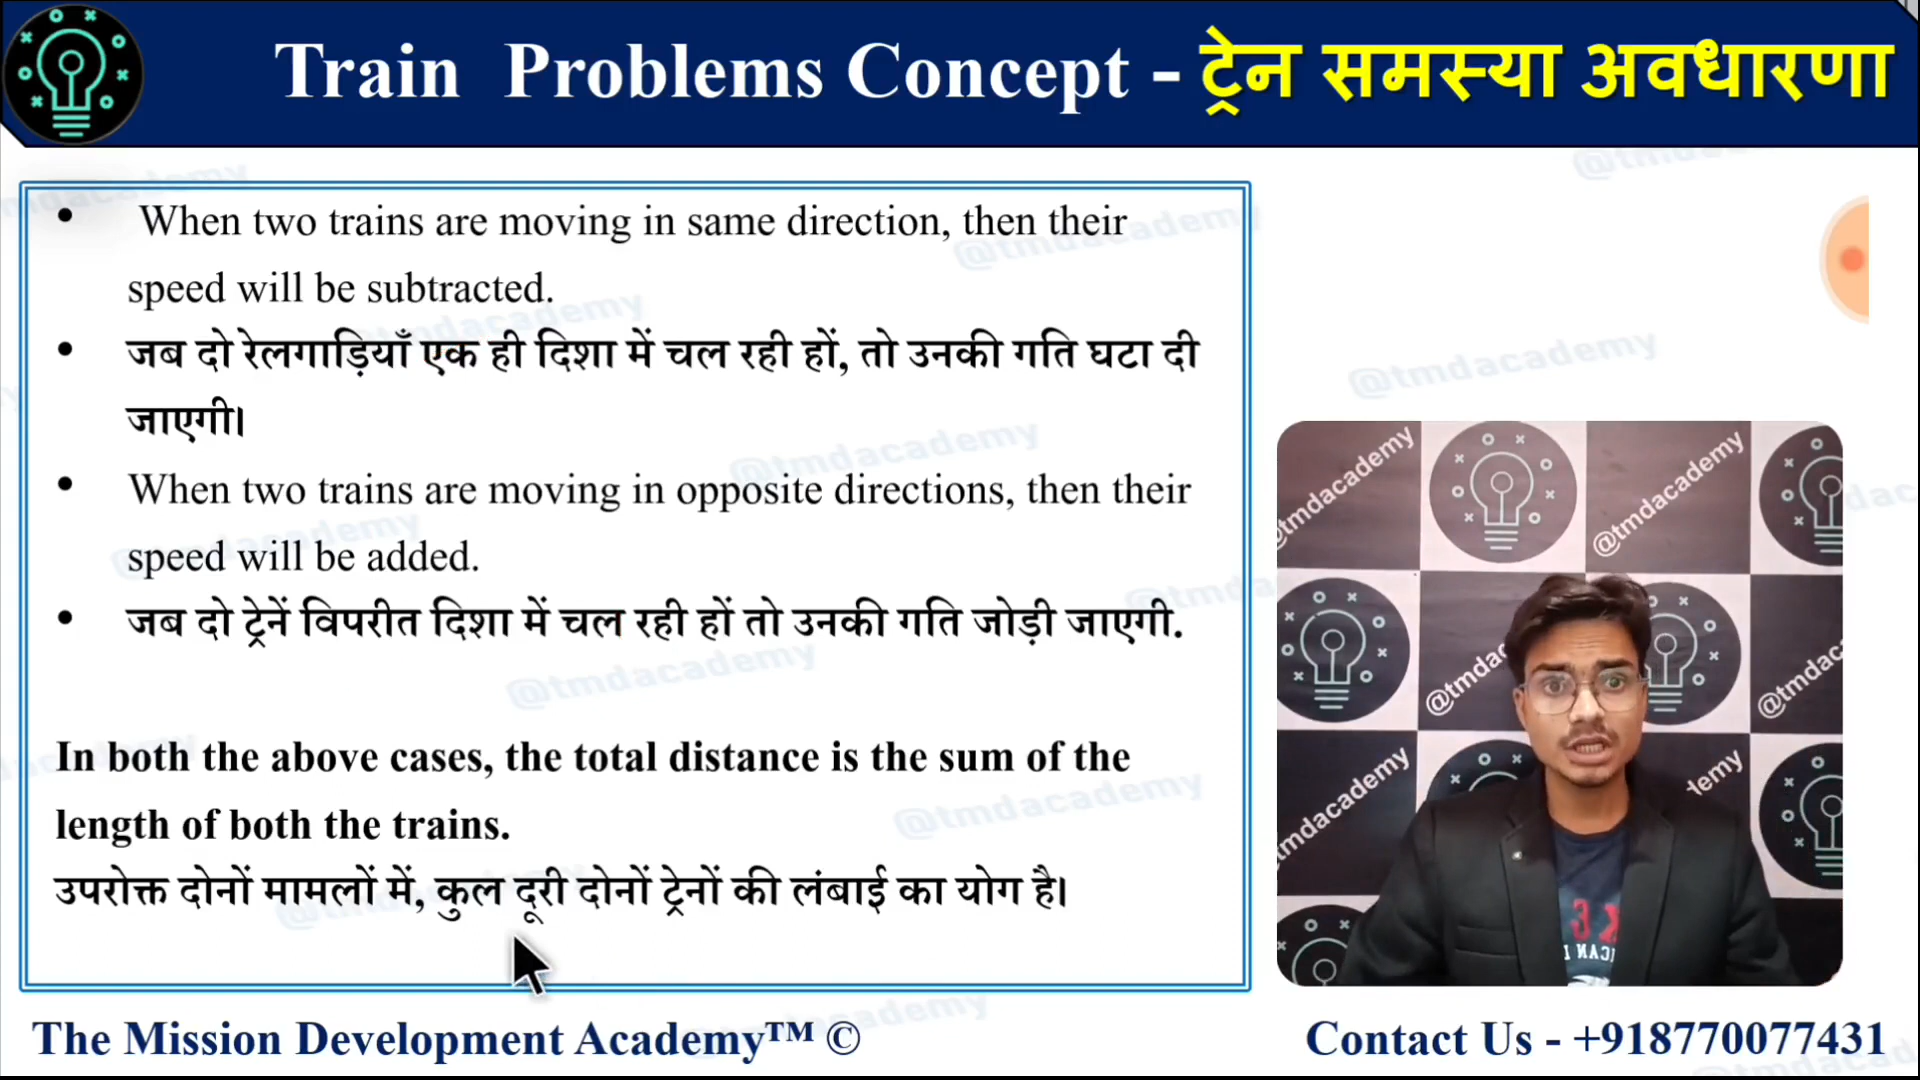 Train Problems Concept - ट्रेन समस्या अवधारणा
• When two trains are moving in same direction, then their
speed will be subtracted.
• जब दो रेलगाड़ियाँ एक ही दिशा में चल रही हों, तो उनकी गति घटा दी
जाएगी।
• When two trains are moving in opposite directions, then their
speed will be added.
• जब दो ट्रेनें विपरीत दिशा में चल रही हों तो उनकी गति जोड़ी जाएगी.
In both the above cases, the total distance is the sum of the
length of both the trains.
उपरोक्त दोनों मामलों में, कुल दूरी दोनों ट्रेनों की लंबाई का योग है।
@tmdacademy
The Mission Development Academy™ ©
Contact Us - +918770077431